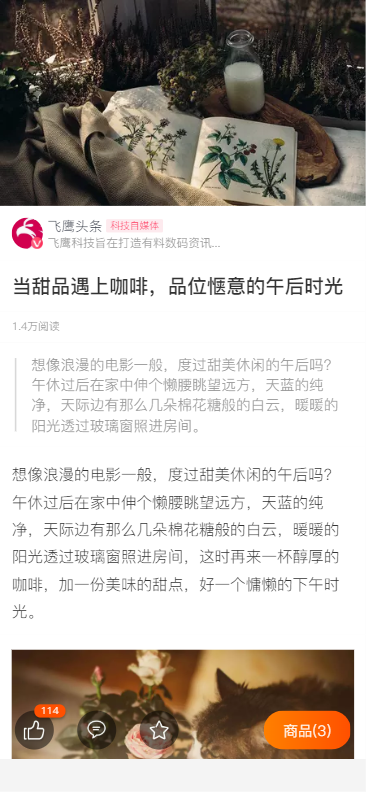 飞鹰头条 科技自媒体
飞鹰科技旨在打造有料数码资讯...
当甜品遇上咖啡，品位惬意的午后时光
1.4万阅读
想像浪漫的电影一般，度过甜美休闲的午后吗？
午休过后在家中伸个懒腰眺望远方，天蓝的纯
净，天际边有那么几朵棉花糖般的白云，暖暖的
阳光透过玻璃窗照进房间。
想像浪漫的电影一般，度过甜美休闲的午后吗？
午休过后在家中伸个懒腰眺望远方，天蓝的纯
净，天际边有那么几朵棉花糖般的白云，暖暖的
阳光透过玻璃窗照进房间，这时再来一杯醇厚的
咖啡，加一份美味的甜点，好一个慵懒的下午时
光。
114
商品(3)